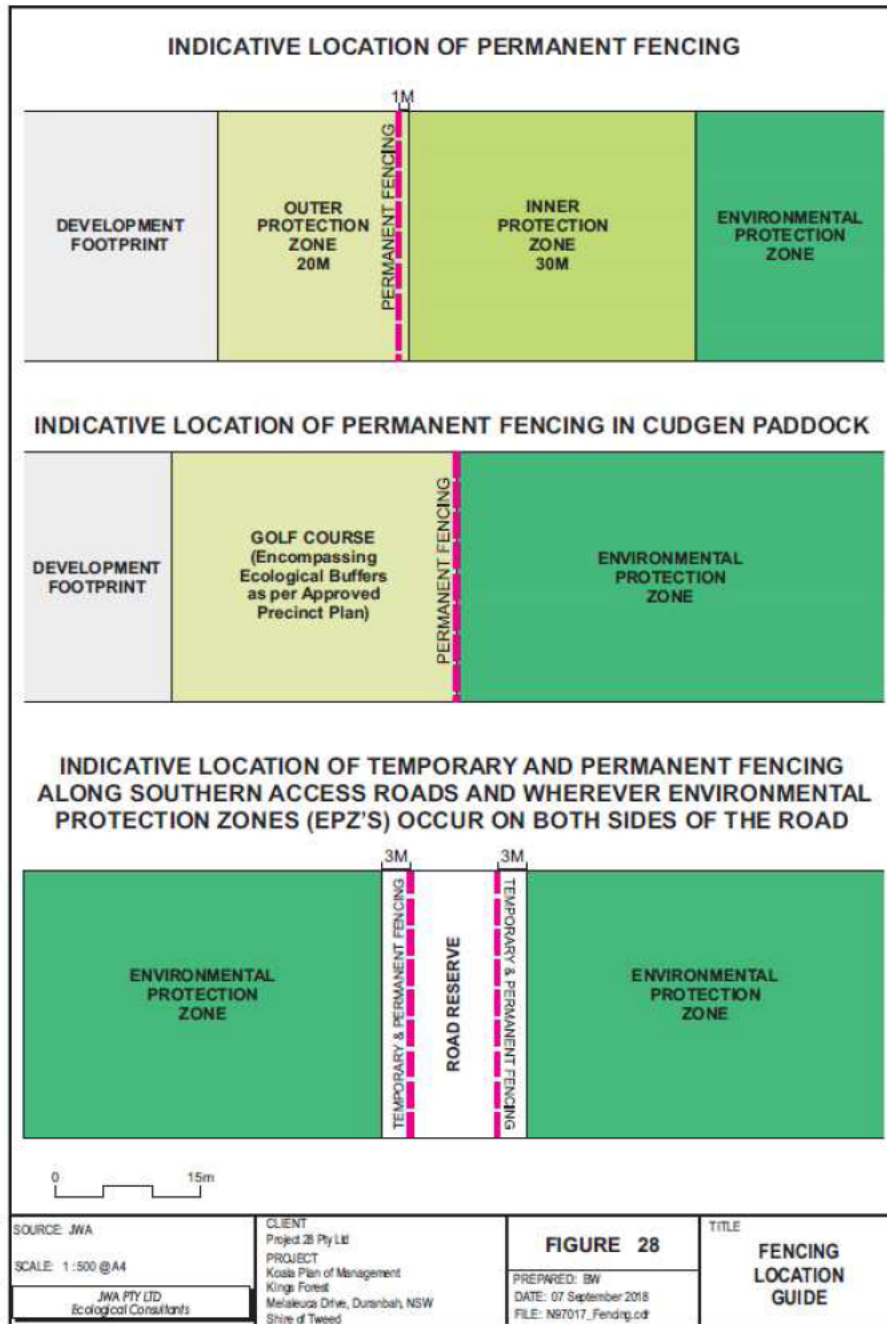 INDICATIVE LOCATION OF PERMANENT FENCING
1M
DEVELOPMENT
FOOTPRINT
OUTER
PROTECTION
ZONE
20M
PERMANENT FENCING
INNER
PROTECTION
ZONE
30M
ENVIRONMENTAL
PROTECTION
ZONE
INDICATIVE LOCATION OF PERMANENT FENCING IN CUDGEN PADDOCK
DEVELOPMENT
FOOTPRINT
GOLF COURSE
(Encompassing
Ecological Buffers
as per Approved
Precinct Plan)
PERMANENT FENCING
ENVIRONMENTAL
PROTECTION
ZONE
INDICATIVE LOCATION OF TEMPORARY AND PERMANENT FENCING
ALONG SOUTHERN ACCESS ROADS AND WHEREVER ENVIRONMENTAL
PROTECTION ZONES (EPZ'S) OCCUR ON BOTH SIDES OF THE ROAD
3M
3M
ENVIRONMENTAL
PROTECTION
ZONE
TEMPORARY & PERMANENT FENCING
ROAD RESERVE
TEMPORARY & PERMANENT FENCING
ENVIRONMENTAL
PROTECTION
ZONE
0
15m
SOURCE: JWA
SCALE: 1 : 500 @ A4
JWA PTY LTD
Ecological Consultants
CLIENT
Project 28 Pty Ltd
PROJECT
Koala Plan of Management
Kings Forest
Melaleuca Drive, Duranbah, NSW
Shire of Tweed
FIGURE 28
PREPARED: BW
DATE: 07 September 2018
FILE: N97017_Fencing.cdr
TITLE
FENCING
LOCATION
GUIDE